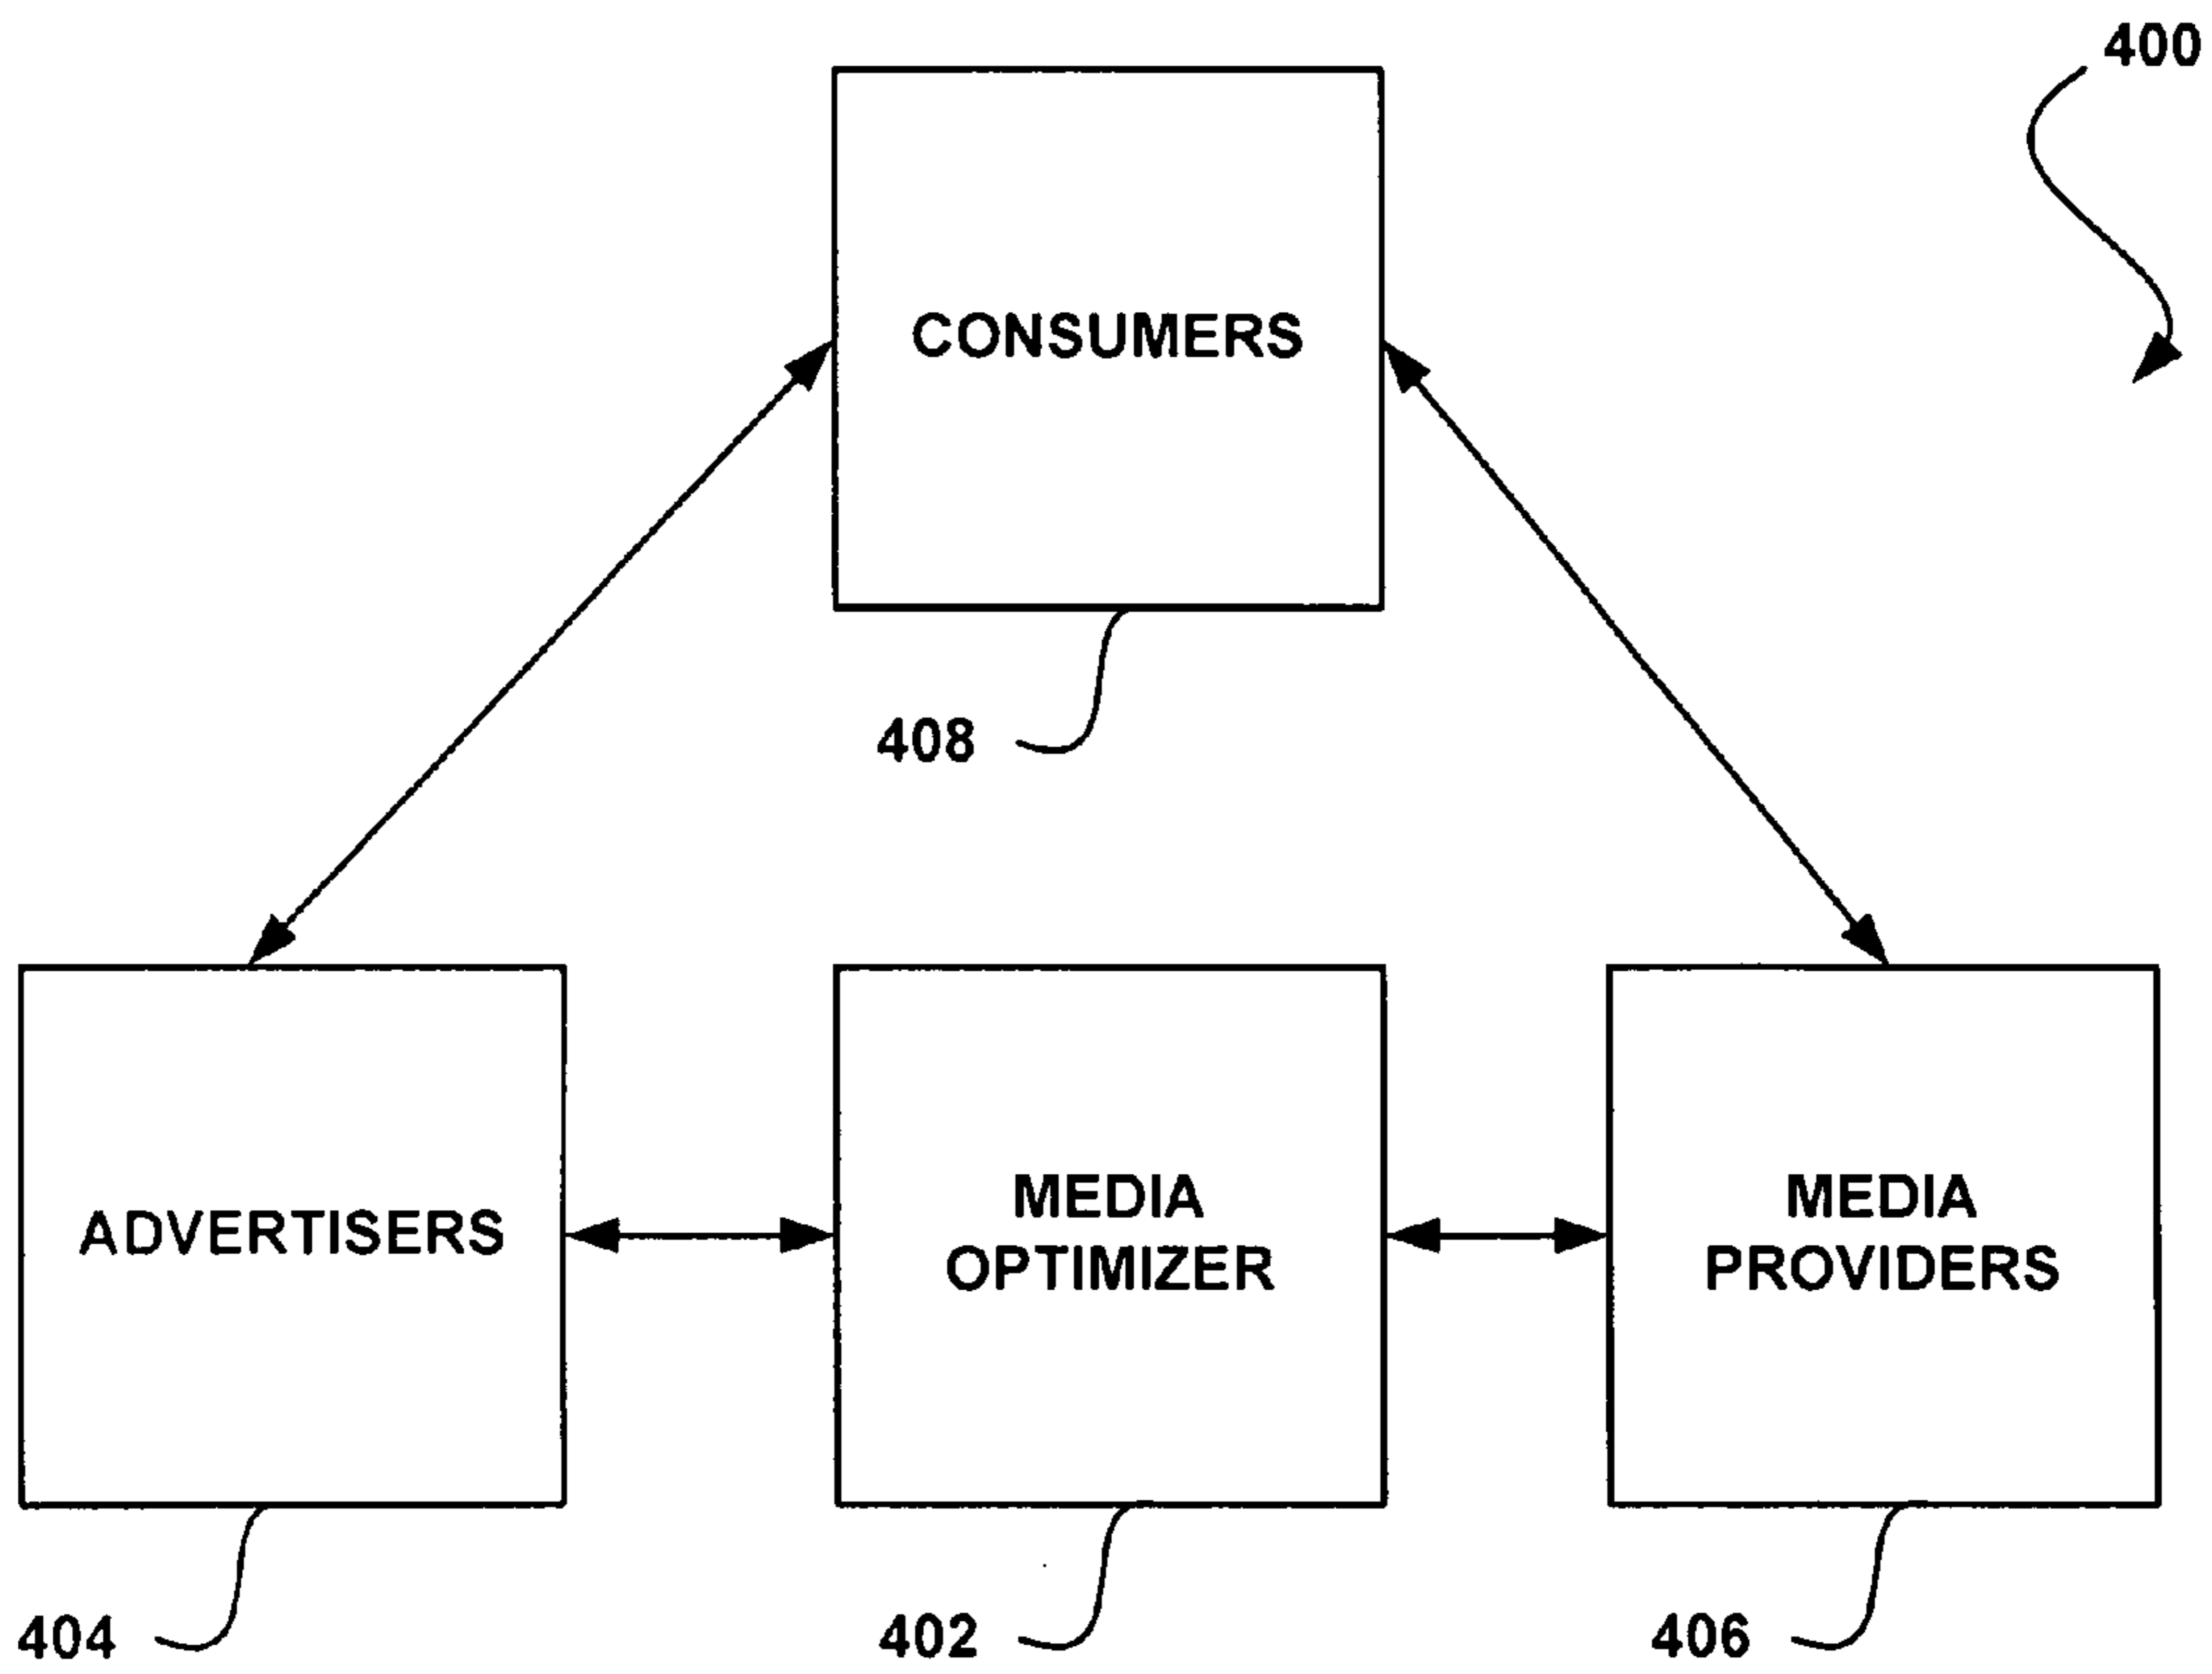 400
CONSUMERS
408
ADVERTISERS
MEDIA
OPTIMIZER
MEDIA
PROVIDERS
404
402
406